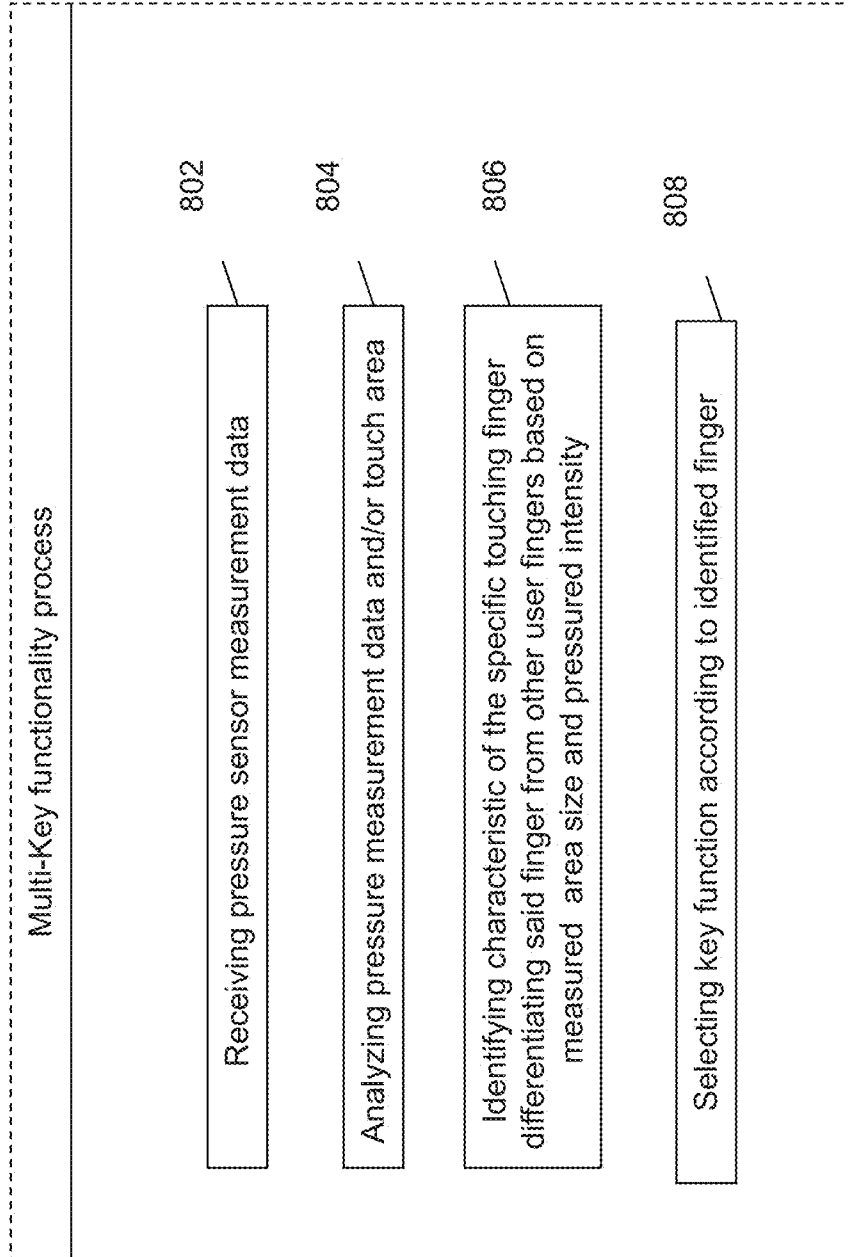 Multi-Key functionality process
Receiving pressure sensor measurement data
802
Analyzing pressure measurement data and/or touch area
804
Identifying characteristic of the specific touching finger
differentiating said finger from other user fingers based on
measured area size and pressured intensity
806
Selecting key function according to identified finger
808